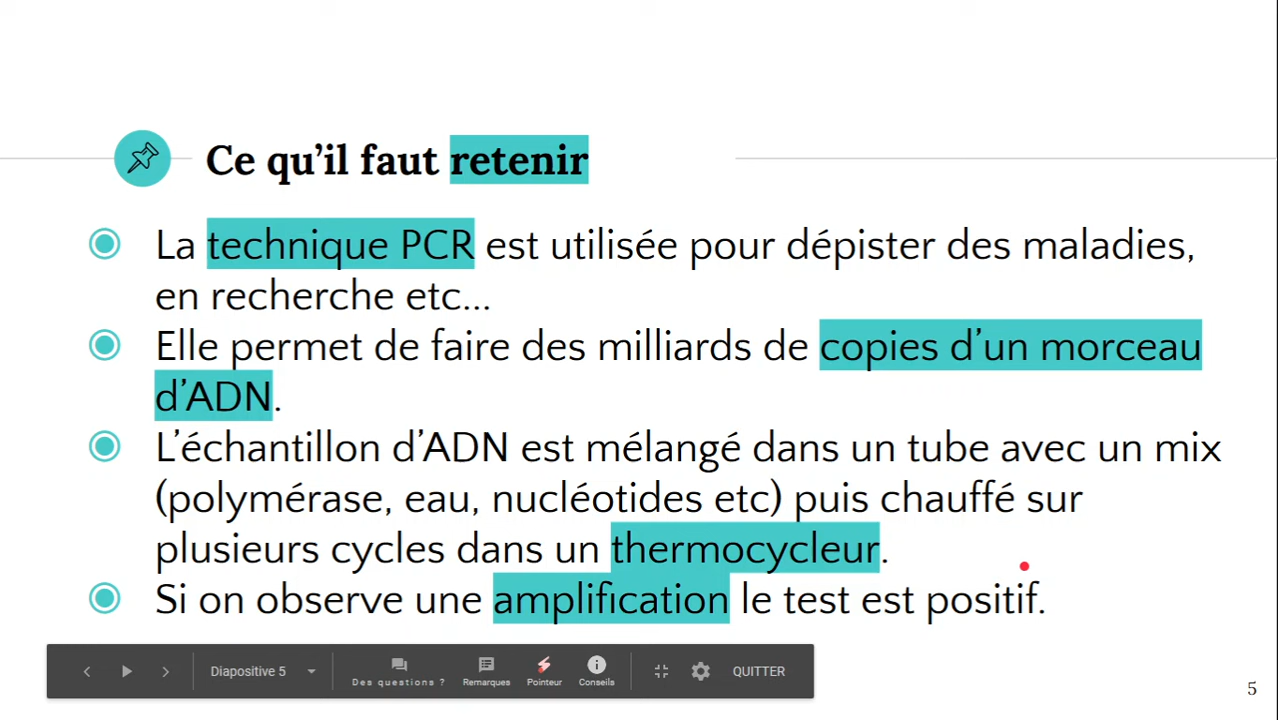 Ce qu’il faut retenir
La technique PCR est utilisée pour dépister des maladies,
en recherche etc...
Elle permet de faire des milliards de copies d’un morceau
d’ADN.
L’échantillon d’ADN est mélangé dans un tube avec un mix
(polymérase, eau, nucléotides etc) puis chauffé sur
plusieurs cycles dans un thermocycleur.
Si on observe une amplification le test est positif.
Diapositive 5
Des questions ?
Remarques
Pointeur
Conseils
QUITTER
5